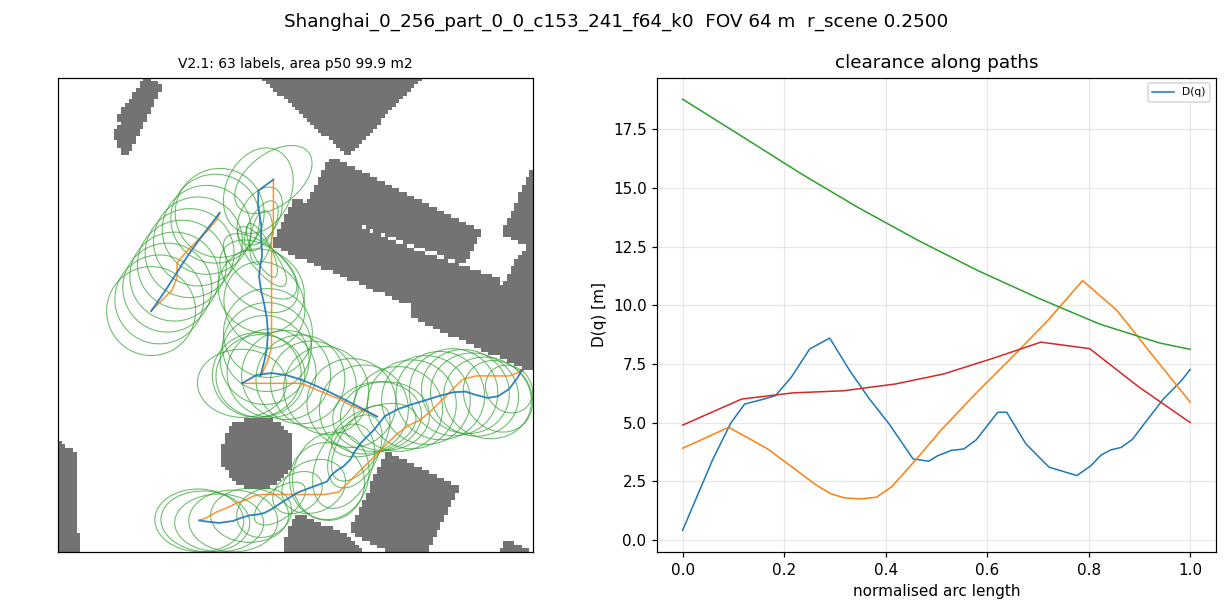 Shanghai_0_256_part_0_0_c153_241_f64_k0  FOV 64 m  r_scene 0.2500
V2.1: 63 labels, area p50 99.9 m2
clearance along paths
D(q)
17.5
15.0
12.5
10.0
7.5
5.0
2.5
0.0
D(q) [m]
0.0 0.2 0.4 0.6 0.8 1.0
normalised arc length